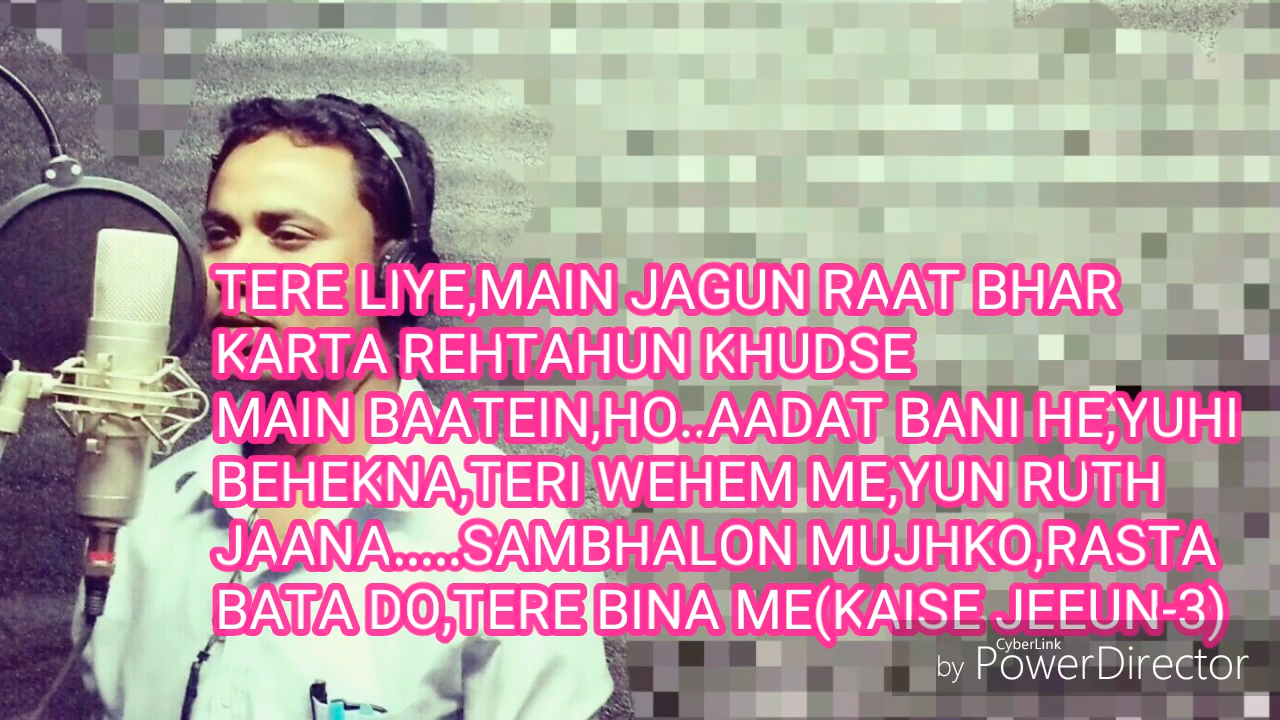 TERE LIYE,MAIN JAGUN RAAT BHAR
KARTA REHTAHUN KHUDSE
MAIN BAATEIN,HO..AADAT BANI HE,YUHI
BEHEKNA,TERI WEHEM ME,YUN RUTH
JAANA.....SAMBHALON MUJHKO,RASTA
BATA DO,TERE BINA ME(KAISE JEEUN-3)
CyberLink
by PowerDirector